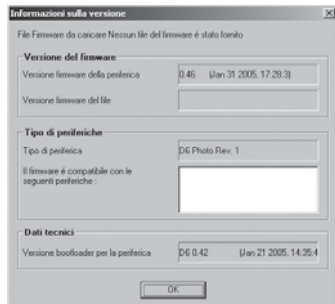 Informazioni sulla versione
File Firmware da caricare Nessun file del firmware é stato fornito
Versione del firmware
Versione firmware della periferica 0.46 (Jan 31 2005, 17:28:3)
Versione firmware del file
Tipo di periferiche
Tipo di periferica D6 Photo Rev. 1
Il firmware é compatibile con le
seguenti periferiche :
Dati tecnici
Versione bootloader per la periferica D6 0.42 (Jan 21 2005, 14:35:4
OK